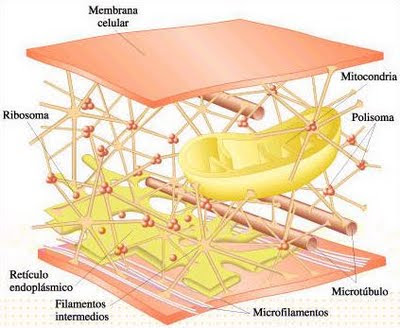 Membrana
celular
Mitocondria
Ribosoma
Polisoma
Retículo
endoplásmico
Filamentos
intermedios
Microfilamentos
Microtúbulo